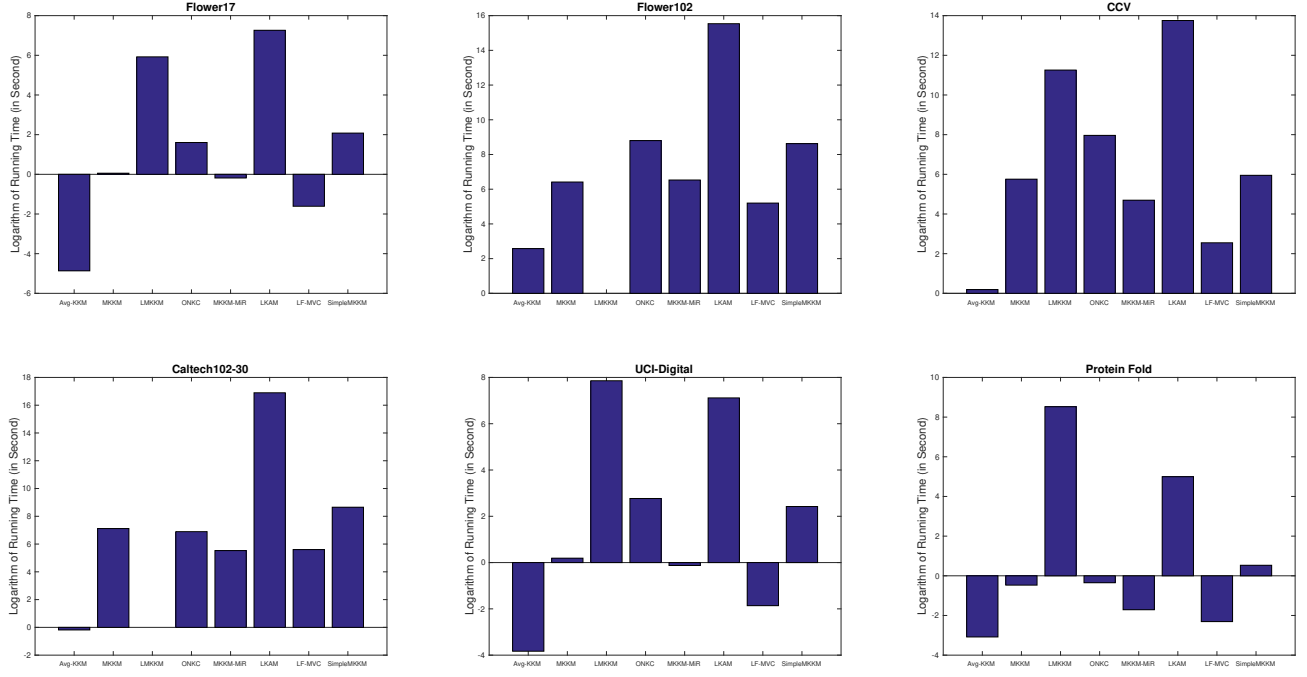 Flower17
Logarithm of Running Time (in Second)
8
6
4
2
0
-2
-4
-6
Avg-KKM MKKM LMKKM ONKC MKKM-MiR LKAM LF-MVC SimpleMKKM
Flower102
Logarithm of Running Time (in Second)
16
14
12
10
8
6
4
2
0
Avg-KKM MKKM LMKKM ONKC MKKM-MiR LKAM LF-MVC SimpleMKKM
CCV
Logarithm of Running Time (in Second)
14
12
10
8
6
4
2
0
Avg-KKM MKKM LMKKM ONKC MKKM-MiR LKAM LF-MVC SimpleMKKM
Caltech102-30
Logarithm of Running Time (in Second)
18
16
14
12
10
8
6
4
2
0
-2
Avg-KKM MKKM LMKKM ONKC MKKM-MiR LKAM LF-MVC SimpleMKKM
UCI-Digital
Logarithm of Running Time (in Second)
8
6
4
2
0
-2
-4
Avg-KKM MKKM LMKKM ONKC MKKM-MiR LKAM LF-MVC SimpleMKKM
Protein Fold
Logarithm of Running Time (in Second)
10
8
6
4
2
0
-2
-4
Avg-KKM MKKM LMKKM ONKC MKKM-MiR LKAM LF-MVC SimpleMKKM